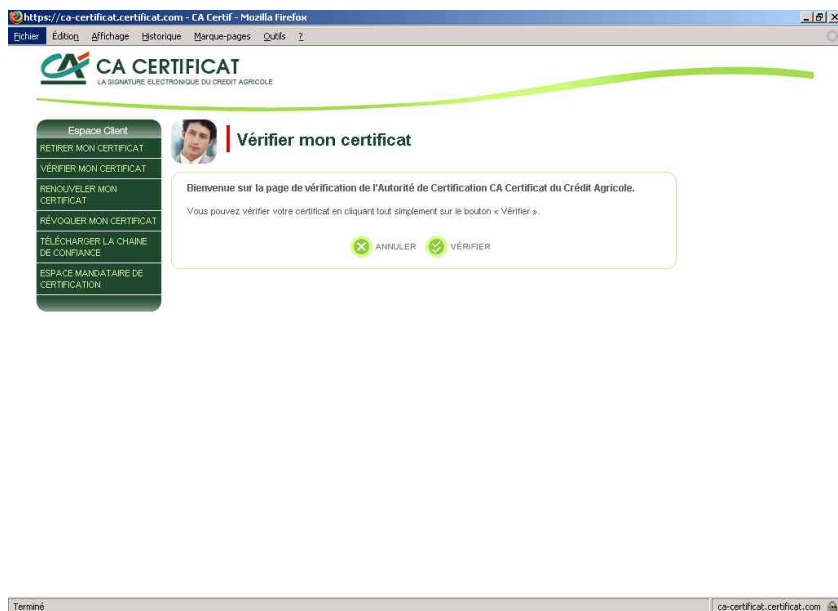 https://ca-certificat.certificat.com - CA Certif - Mozilla Firefox
Fichier Édition Affichage Historique Marque-pages Outils ?
CA CERTIFICAT
LA SIGNATURE ELECTRONIQUE DU CREDIT AGRICOLE
Espace Client
RETIRER MON CERTIFICAT
VÉRIFIER MON CERTIFICAT
RENOUVELER MON
CERTIFICAT
RÉVOQUER MON CERTIFICAT
TÉLÉCHARGER LA CHAINE
DE CONFIANCE
ESPACE MANDATAIRE DE
CERTIFICATION
Vérifier mon certificat
Bienvenue sur la page de vérification de l'Autorité de Certification CA Certificat du Crédit Agricole.
Vous pouvez vérifier votre certificat en cliquant tout simplement sur le bouton « Vérifier ».
ANNULER VÉRIFIER
Terminé
ca-certificat.certificat.com